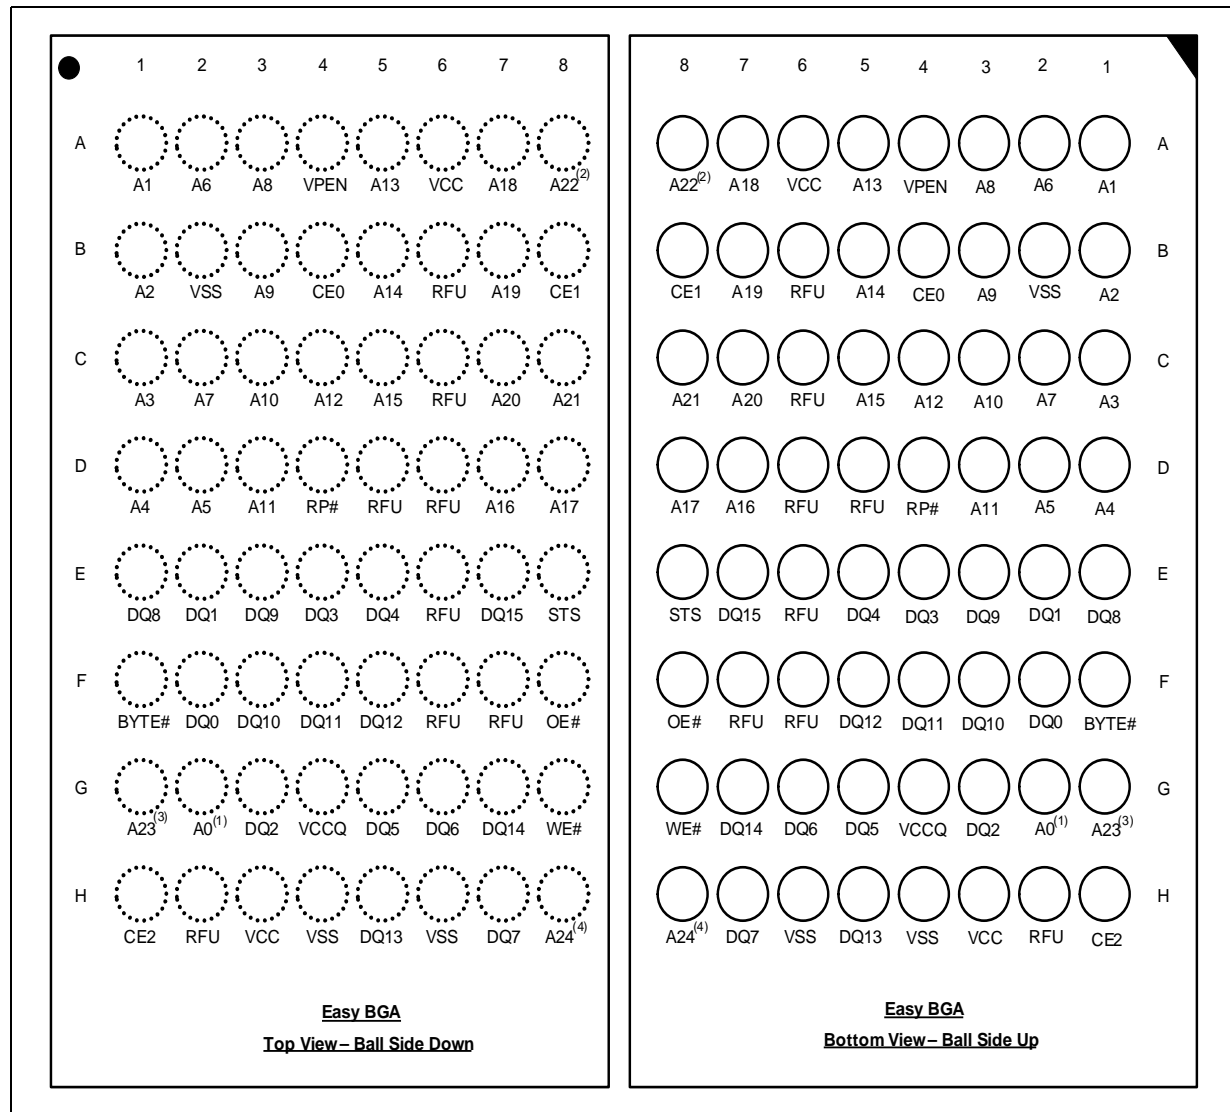 1 2 3 4 5 6 7 8
A
A1 A6 A8 VPEN A13 VCC A18 A22(2)
B
A2 VSS A9 CE0 A14 RFU A19 CE1
C
A3 A7 A10 A12 A15 RFU A20 A21
D
A4 A5 A11 RP# RFU RFU A16 A17
E
DQ8 DQ1 DQ9 DQ3 DQ4 RFU DQ15 STS
F
BYTE# DQ0 DQ10 DQ11 DQ12 RFU RFU OE#
G
A23(3) A0(1) DQ2 VCCQ DQ5 DQ6 DQ14 WE#
H
CE2 RFU VCC VSS DQ13 VSS DQ7 A24(4)
Easy BGA
Top View – Ball Side Down
8 7 6 5 4 3 2 1
A
A22(2) A18 VCC A13 VPEN A8 A6 A1
B
CE1 A19 RFU A14 CE0 A9 VSS A2
C
A21 A20 RFU A15 A12 A10 A7 A3
D
A17 A16 RFU RFU RP# A11 A5 A4
E
STS DQ15 RFU DQ4 DQ3 DQ9 DQ1 DQ8
F
OE# RFU RFU DQ12 DQ11 DQ10 DQ0 BYTE#
G
WE# DQ14 DQ6 DQ5 VCCQ DQ2 A0(1) A23(3)
H
A24(4) DQ7 VSS DQ13 VSS VCC RFU CE2
Easy BGA
Bottom View – Ball Side Up